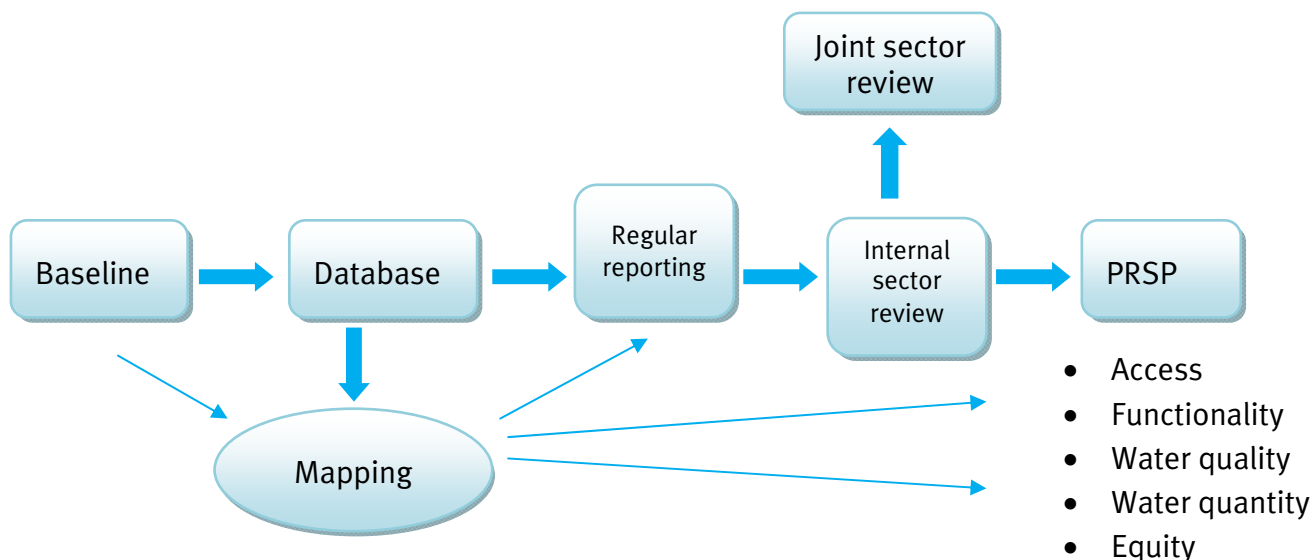 Joint sector
review
Baseline
Database
Regular
reporting
Internal
sector
review
PRSP
Mapping
• Access
• Functionality
• Water quality
• Water quantity
• Equity